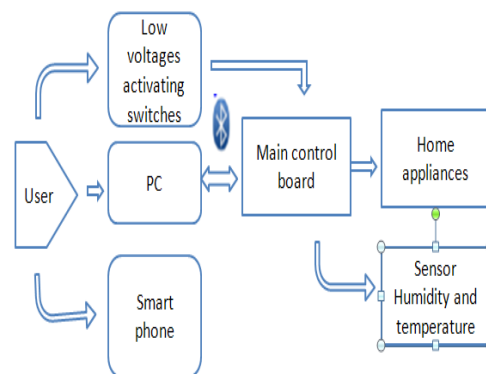 Low
voltages
activating
switches
User
PC
Main control
board
Home
appliances
Smart
phone
Sensor
Humidity and
temperature